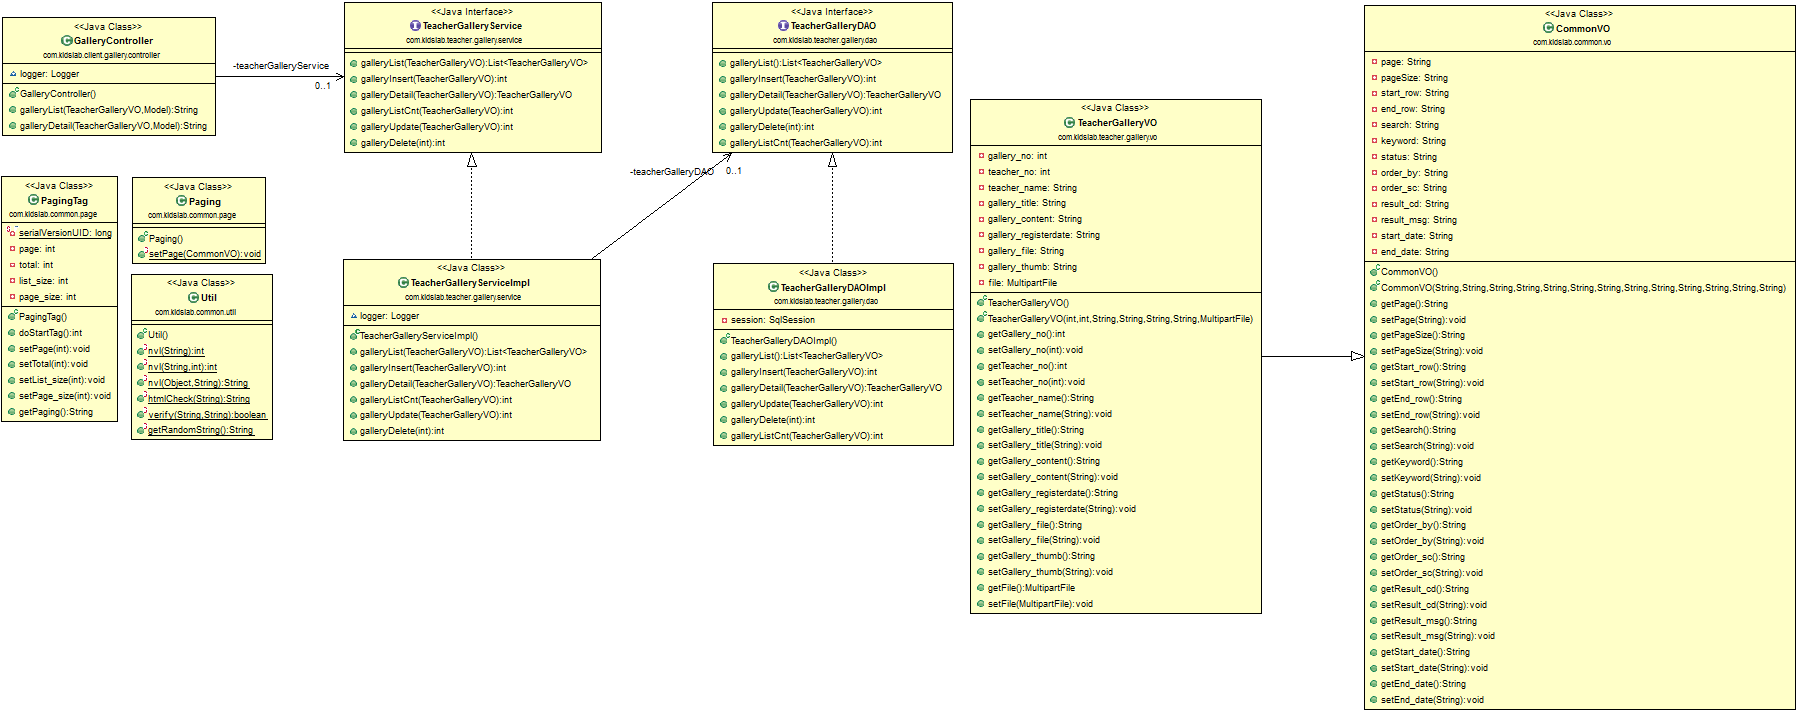 <<Java Class>>
GalleryController
com.kidslab.client.gallery.controller
logger: Logger
GalleryController()
galleryList(TeacherGalleryVO,Model):String
galleryDetail(TeacherGalleryVO,Model):String
-teacherGalleryService
0..1
<<Java Interface>>
TeacherGalleryService
com.kidslab.teacher.gallery.service
galleryList(TeacherGalleryVO):List<TeacherGalleryVO>
galleryInsert(TeacherGalleryVO):int
galleryDetail(TeacherGalleryVO):TeacherGalleryVO
galleryListCnt(TeacherGalleryVO):int
galleryUpdate(TeacherGalleryVO):int
galleryDelete(int):int
<<Java Interface>>
TeacherGalleryDAO
com.kidslab.teacher.gallery.dao
galleryList():List<TeacherGalleryVO>
galleryInsert(TeacherGalleryVO):int
galleryDetail(TeacherGalleryVO):TeacherGalleryVO
galleryUpdate(TeacherGalleryVO):int
galleryDelete(int):int
galleryListCnt(TeacherGalleryVO):int
-teacherGalleryDAO
0..1
<<Java Class>>
PagingTag
com.kidslab.common.page
serialVersionUID: long
page: int
total: int
list_size: int
page_size: int
PagingTag()
doStartTag():int
setPage(int):void
setTotal(int):void
setList_size(int):void
setPage_size(int):void
getPaging():String
<<Java Class>>
Paging
com.kidslab.common.page
Paging()
setPage(CommonVO):void
<<Java Class>>
Util
com.kidslab.common.util
Util()
nvl(String):int
nvl(String,int):int
nvl(Object,String):String
htmlCheck(String):String
verify(String,String):boolean
getRandomString():String
<<Java Class>>
TeacherGalleryServiceImpl
com.kidslab.teacher.gallery.service
logger: Logger
TeacherGalleryServiceImpl()
galleryList(TeacherGalleryVO):List<TeacherGalleryVO>
galleryInsert(TeacherGalleryVO):int
galleryDetail(TeacherGalleryVO):TeacherGalleryVO
galleryListCnt(TeacherGalleryVO):int
galleryUpdate(TeacherGalleryVO):int
galleryDelete(int):int
<<Java Class>>
TeacherGalleryDAOImpl
com.kidslab.teacher.gallery.dao
session: SqlSession
TeacherGalleryDAOImpl()
galleryList():List<TeacherGalleryVO>
galleryInsert(TeacherGalleryVO):int
galleryDetail(TeacherGalleryVO):TeacherGalleryVO
galleryUpdate(TeacherGalleryVO):int
galleryDelete(int):int
galleryListCnt(TeacherGalleryVO):int
<<Java Class>>
TeacherGalleryVO
com.kidslab.teacher.gallery.vo
gallery_no: int
teacher_no: int
teacher_name: String
gallery_title: String
gallery_content: String
gallery_registerdate: String
gallery_file: String
gallery_thumb: String
file: MultipartFile
TeacherGalleryVO()
TeacherGalleryVO(int,int,String,String,String,String,MultipartFile)
getGallery_no():int
setGallery_no(int):void
getTeacher_no():int
setTeacher_no(int):void
getTeacher_name():String
setTeacher_name(String):void
getGallery_title():String
setGallery_title(String):void
getGallery_content():String
setGallery_content(String):void
getGallery_registerdate():String
setGallery_registerdate(String):void
getGallery_file():String
setGallery_file(String):void
getGallery_thumb():String
setGallery_thumb(String):void
getFile():MultipartFile
setFile(MultipartFile):void
<<Java Class>>
CommonVO
com.kidslab.common.vo
page: String
pageSize: String
start_row: String
end_row: String
search: String
keyword: String
status: String
order_by: String
order_sc: String
result_cd: String
result_msg: String
start_date: String
end_date: String
CommonVO()
CommonVO(String,String,String,String,String,String,String,String,String,String,String,String,String)
getPage():String
setPage(String):void
getPageSize():String
setPageSize(String):void
getStart_row():String
setStart_row(String):void
getEnd_row():String
setEnd_row(String):void
getSearch():String
setSearch(String):void
getKeyword():String
setKeyword(String):void
getStatus():String
setStatus(String):void
getOrder_by():String
setOrder_by(String):void
getOrder_sc():String
setOrder_sc(String):void
getResult_cd():String
setResult_cd(String):void
getResult_msg():String
setResult_msg(String):void
getStart_date():String
setStart_date(String):void
getEnd_date():String
setEnd_date(String):void